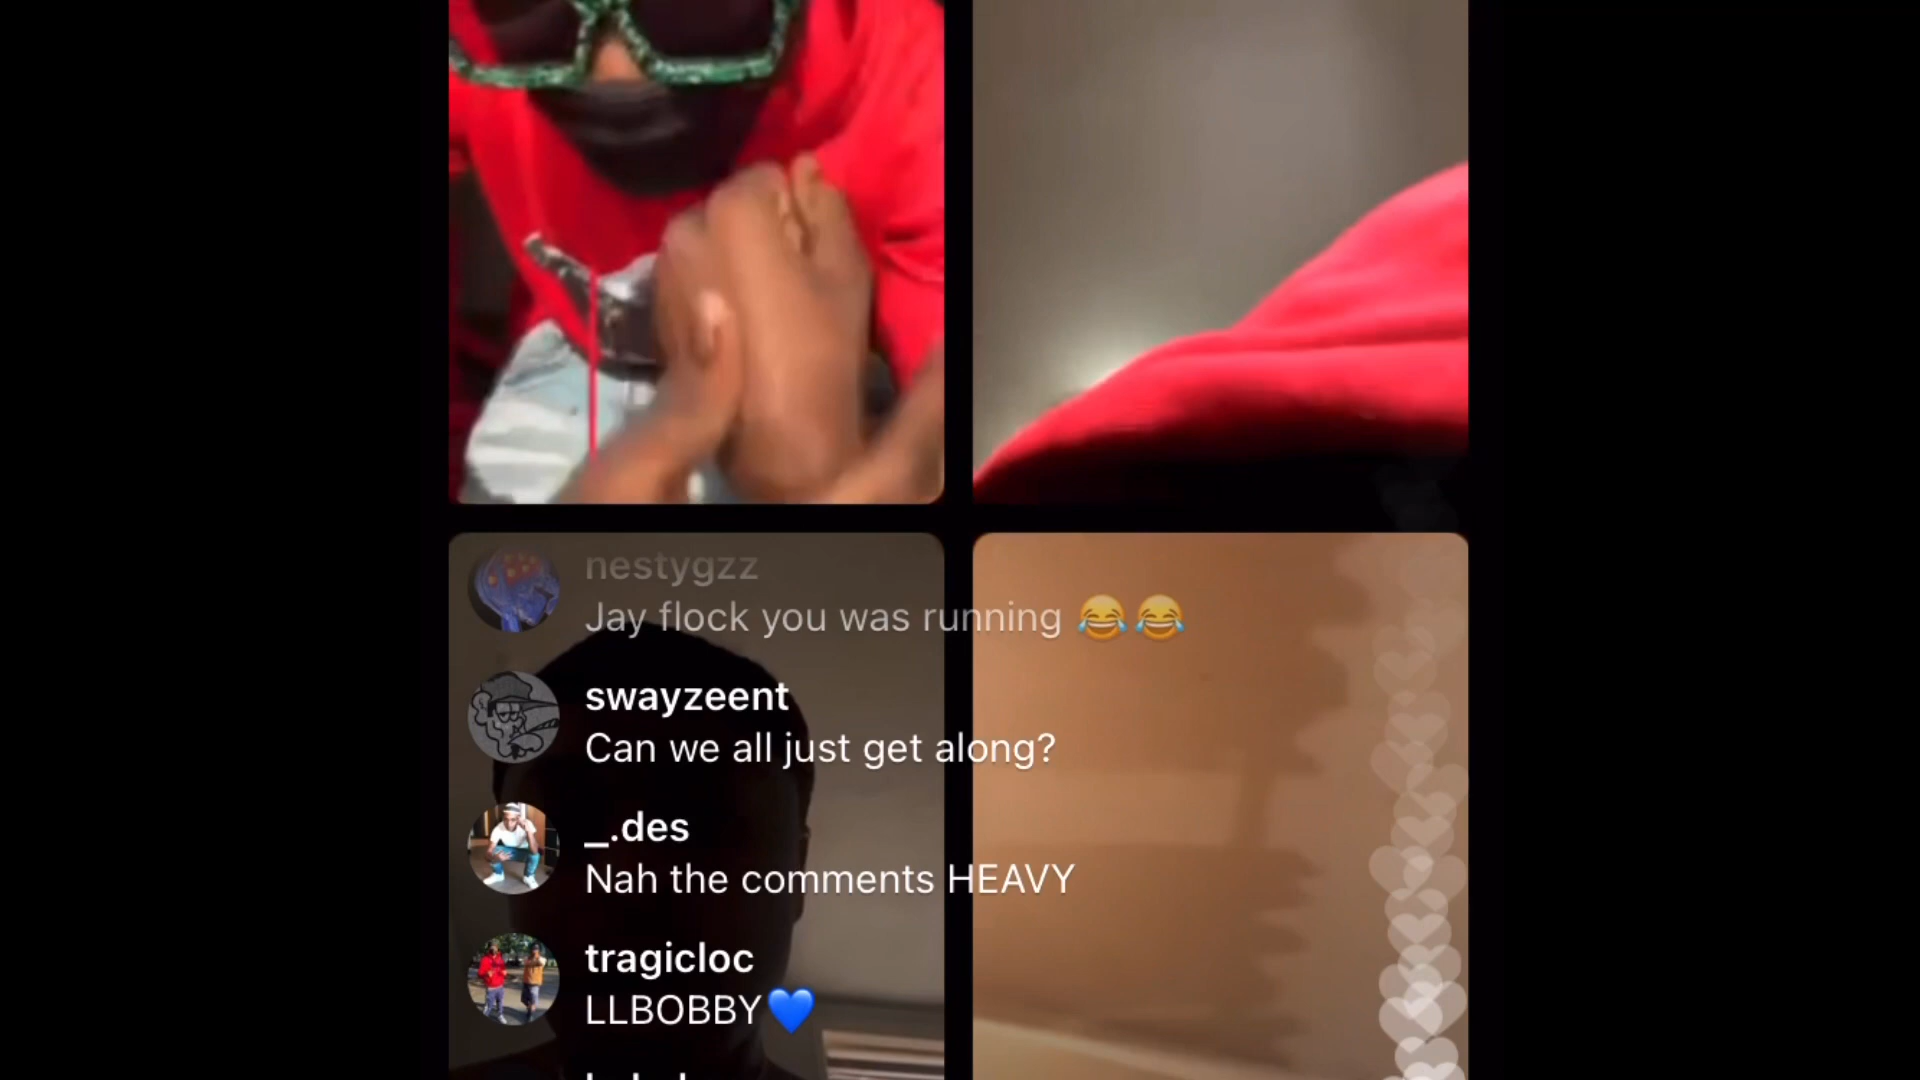 nestygzz
Jay flock you was running 😂😂
swayzeent
Can we all just get along?
_.des
Nah the comments HEAVY
tragicloc
LLBOBBY💙